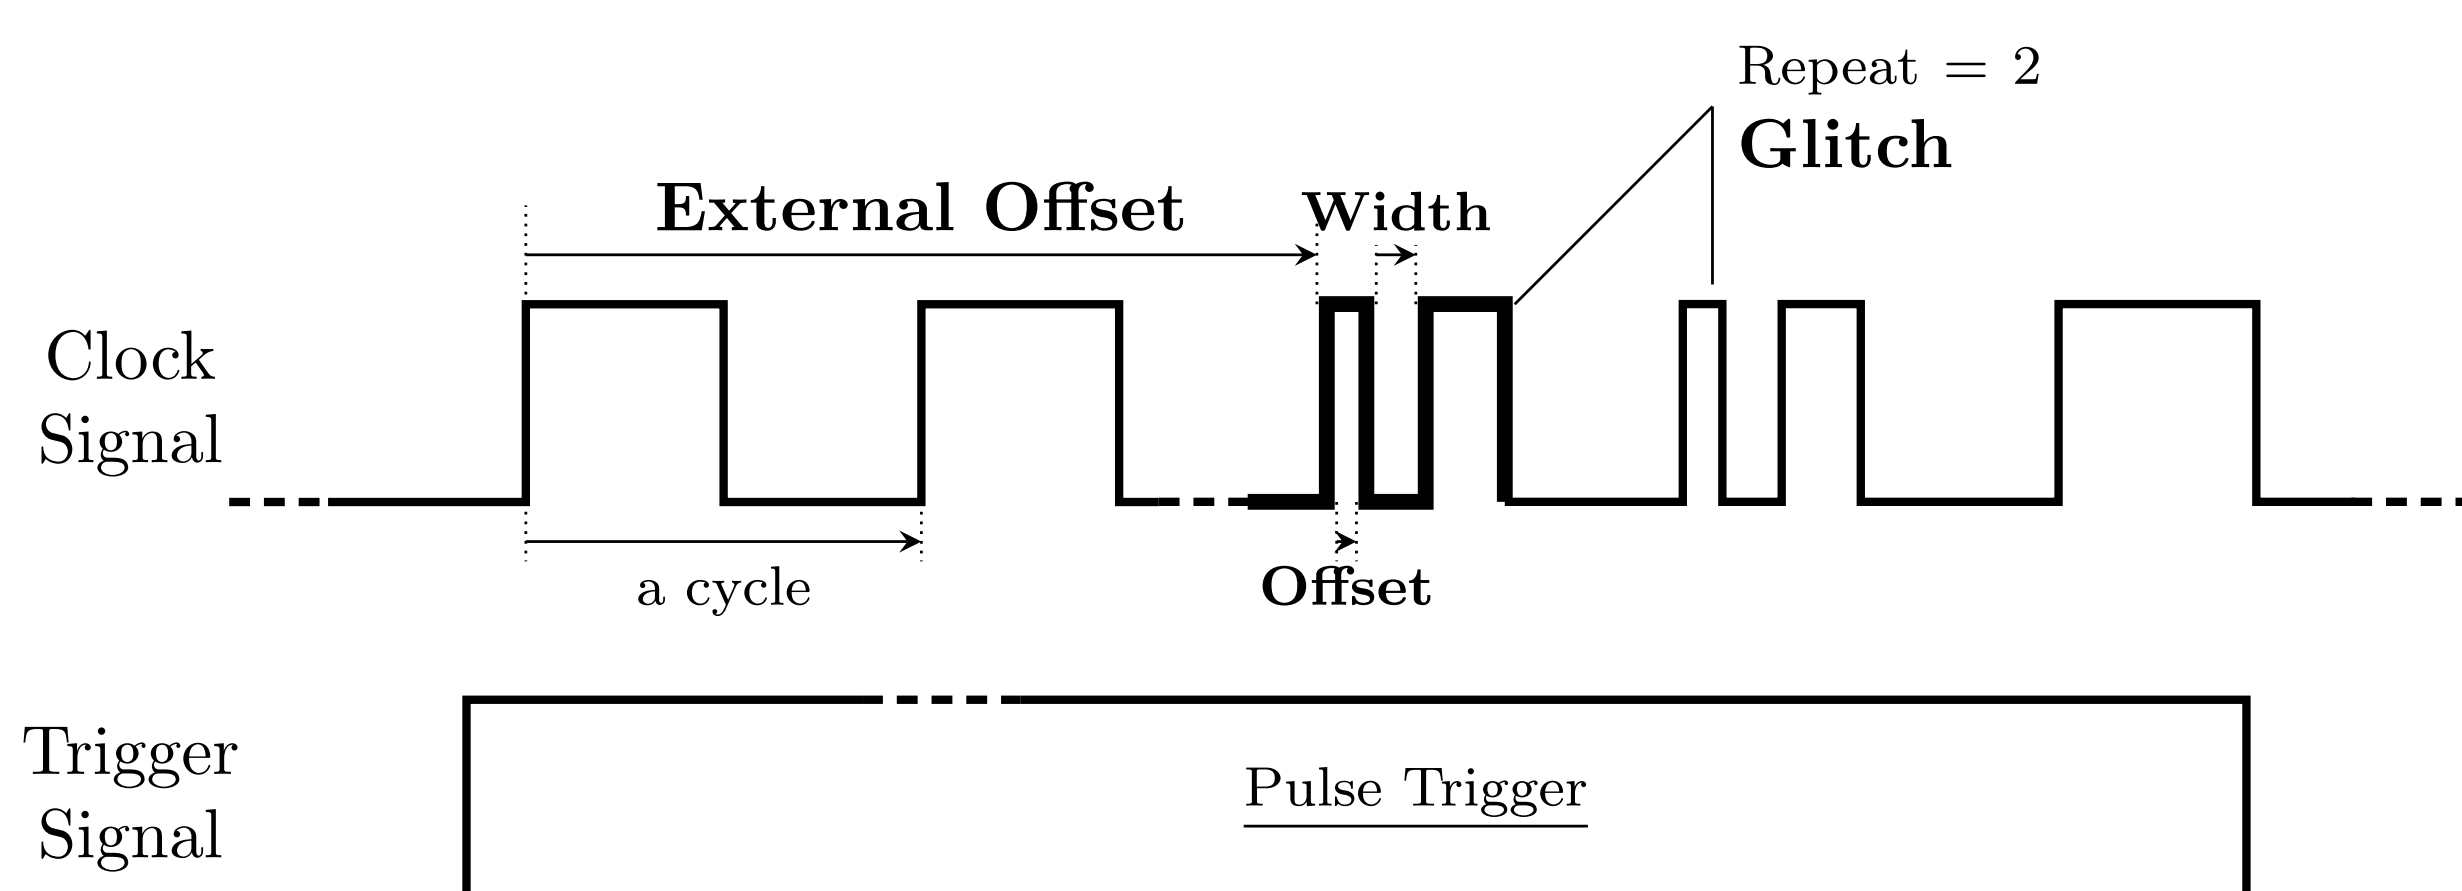 Repeat = 2
Glitch
External Offset
Width
Clock
Signal
a cycle
Offset
Trigger
Signal
Pulse Trigger